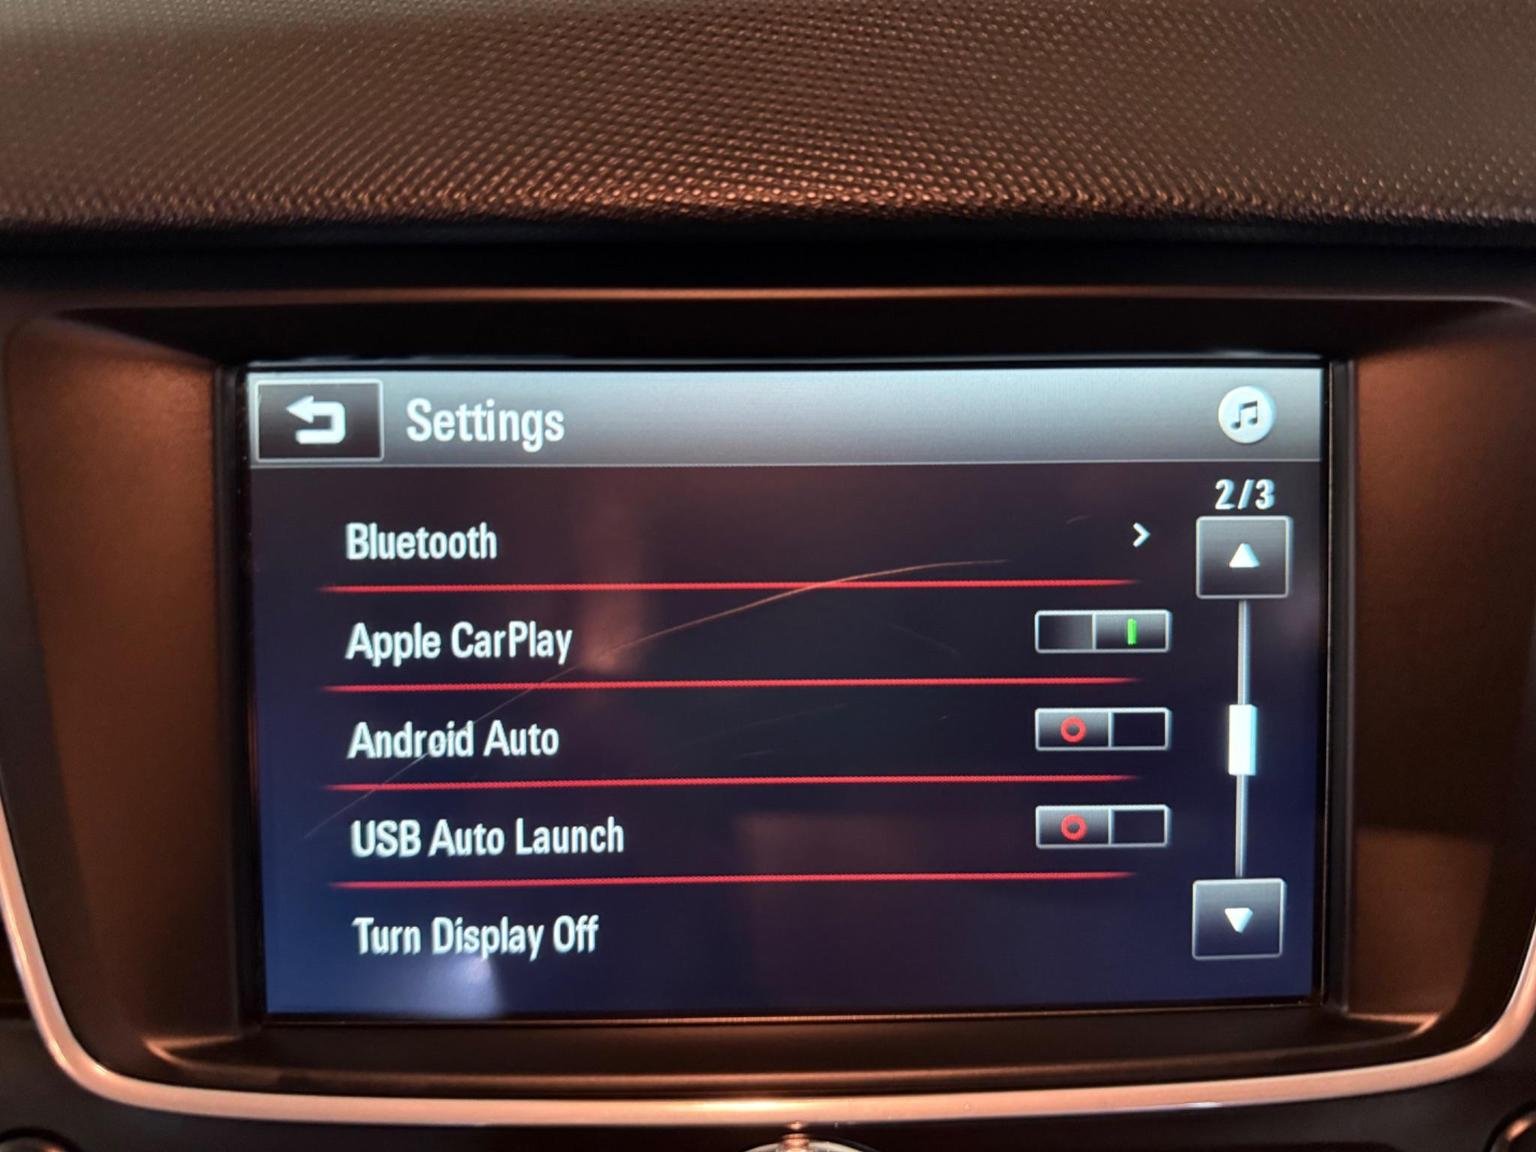 Settings
2/3
Bluetooth
Apple CarPlay
Android Auto
USB Auto Launch
Turn Display Off